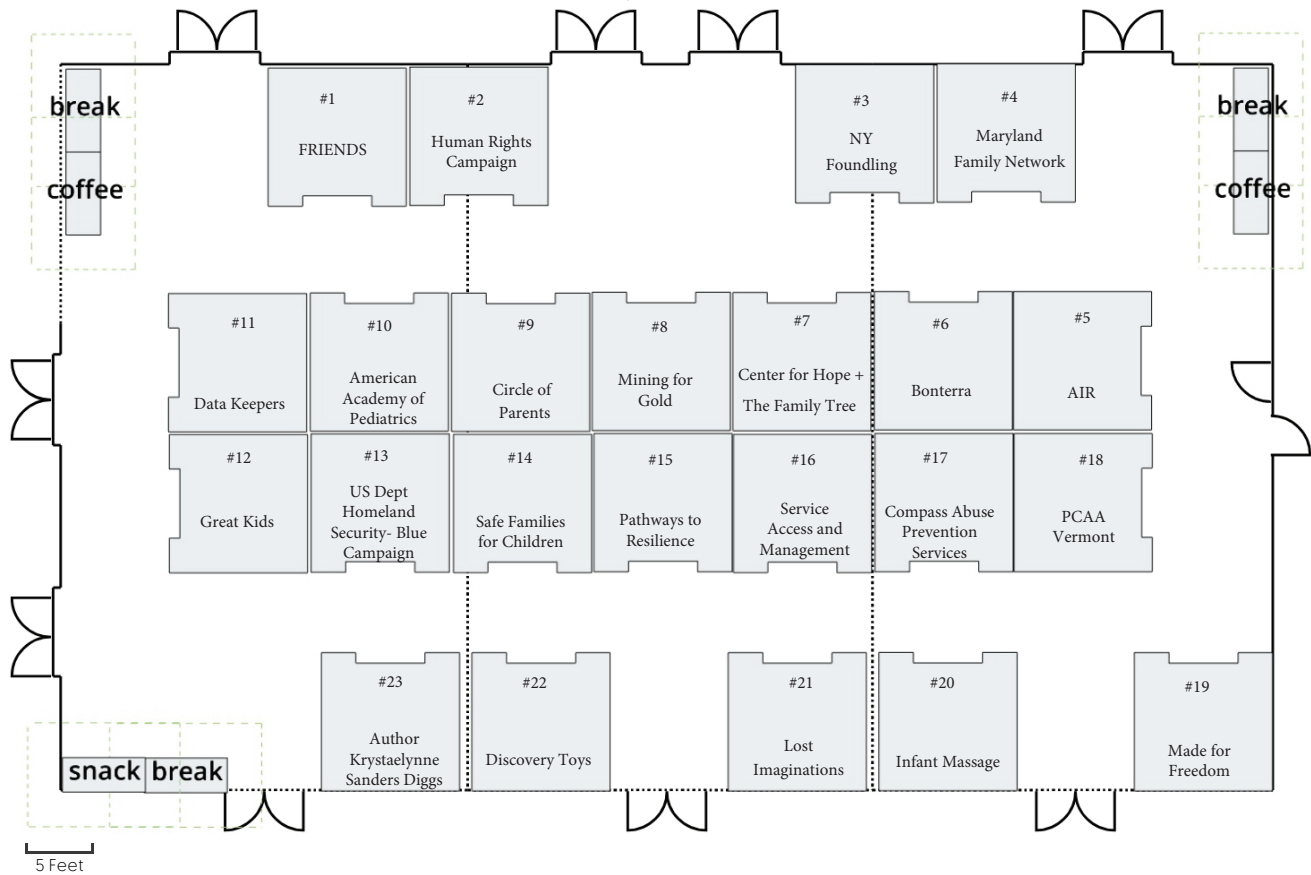 break
coffee
#1
FRIENDS
#2
Human Rights
Campaign
#3
NY
Foundling
#4
Maryland
Family Network
break
coffee
#11
Data Keepers
#10
American
Academy of
Pediatrics
#9
Circle of
Parents
#8
Mining for
Gold
#7
Center for Hope +
The Family Tree
#6
Bonterra
#5
AIR
#12
Great Kids
#13
US Dept
Homeland
Security- Blue
Campaign
#14
Safe Families
for Children
#15
Pathways to
Resilience
#16
Service
Access and
Management
#17
Compass Abuse
Prevention
Services
#18
PCAA
Vermont
#23
Author
Krystaelynne
Sanders Diggs
#22
Discovery Toys
#21
Lost
Imaginations
#20
Infant Massage
#19
Made for
Freedom
snack break
5 Feet